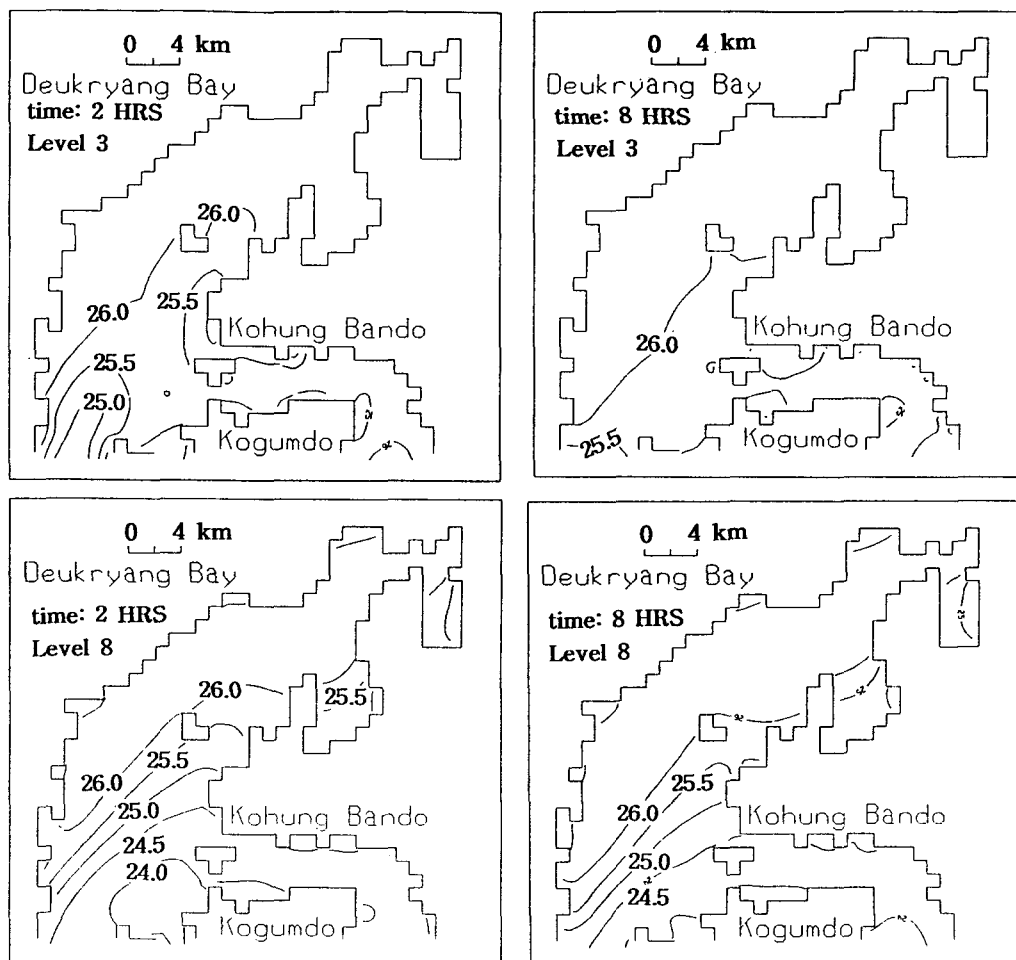 0 4 km
Deukryang Bay
time: 2 HRS
Level 3
26.0
25.5
26.0
Kohung Bando
25.5
25.0
Kogumdo
0 4 km
Deukryang Bay
time: 8 HRS
Level 3
Kohung Bando
26.0
25.5
Kogumdo
0 4 km
Deukryang Bay
time: 2 HRS
Level 8
26.0
25.5
25.5
26.0
25.0
Kohung Bando
24.5
24.0
Kogumdo
0 4 km
Deukryang Bay
time: 8 HRS
Level 8
25.5
26.0
Kohung Bando
25.0
24.5
Kogumdo